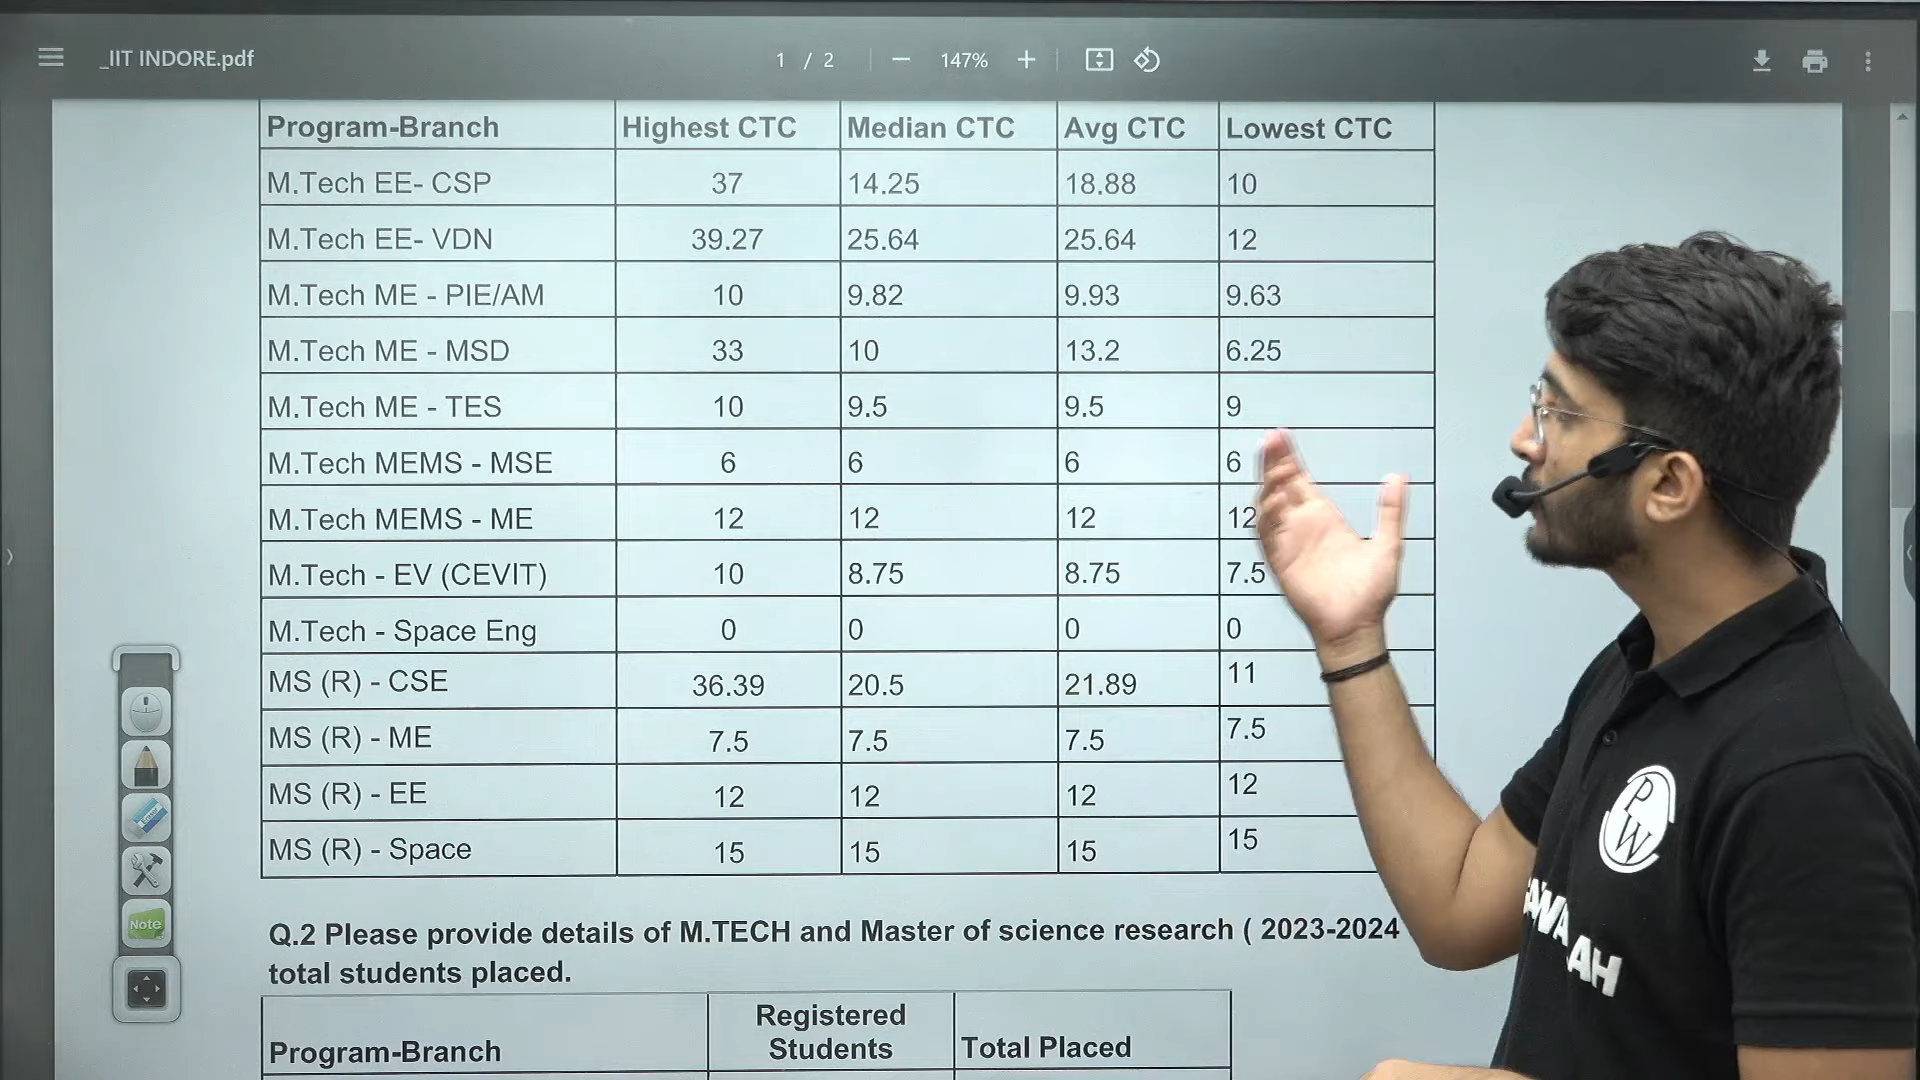 _IIT INDORE.pdf 1 / 2 147%
Program-Branch Highest CTC Median CTC Avg CTC Lowest CTC
M.Tech EE- CSP 37 14.25 18.88 10
M.Tech EE- VDN 39.27 25.64 25.64 12
M.Tech ME - PIE/AM 10 9.82 9.93 9.63
M.Tech ME - MSD 33 10 13.2 6.25
M.Tech ME - TES 10 9.5 9.5 9
M.Tech MEMS - MSE 6 6 6 6
M.Tech MEMS - ME 12 12 12 12
M.Tech - EV (CEVIT) 10 8.75 8.75 7.5
M.Tech - Space Eng 0 0 0 0
MS (R) - CSE 36.39 20.5 21.89 11
MS (R) - ME 7.5 7.5 7.5 7.5
MS (R) - EE 12 12 12 12
MS (R) - Space 15 15 15 15
Q.2 Please provide details of M.TECH and Master of science research ( 2023-2024
total students placed.
Program-Branch Registered Students Total Placed
Note
PW